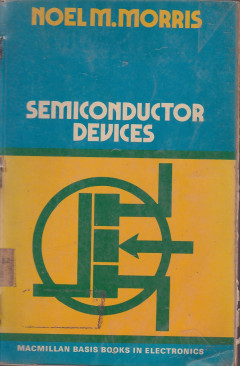 NOEL M. MORRIS
SEMICONDUCTOR
DEVICES
MACMILLAN BASIS BOOKS IN ELECTRONICS